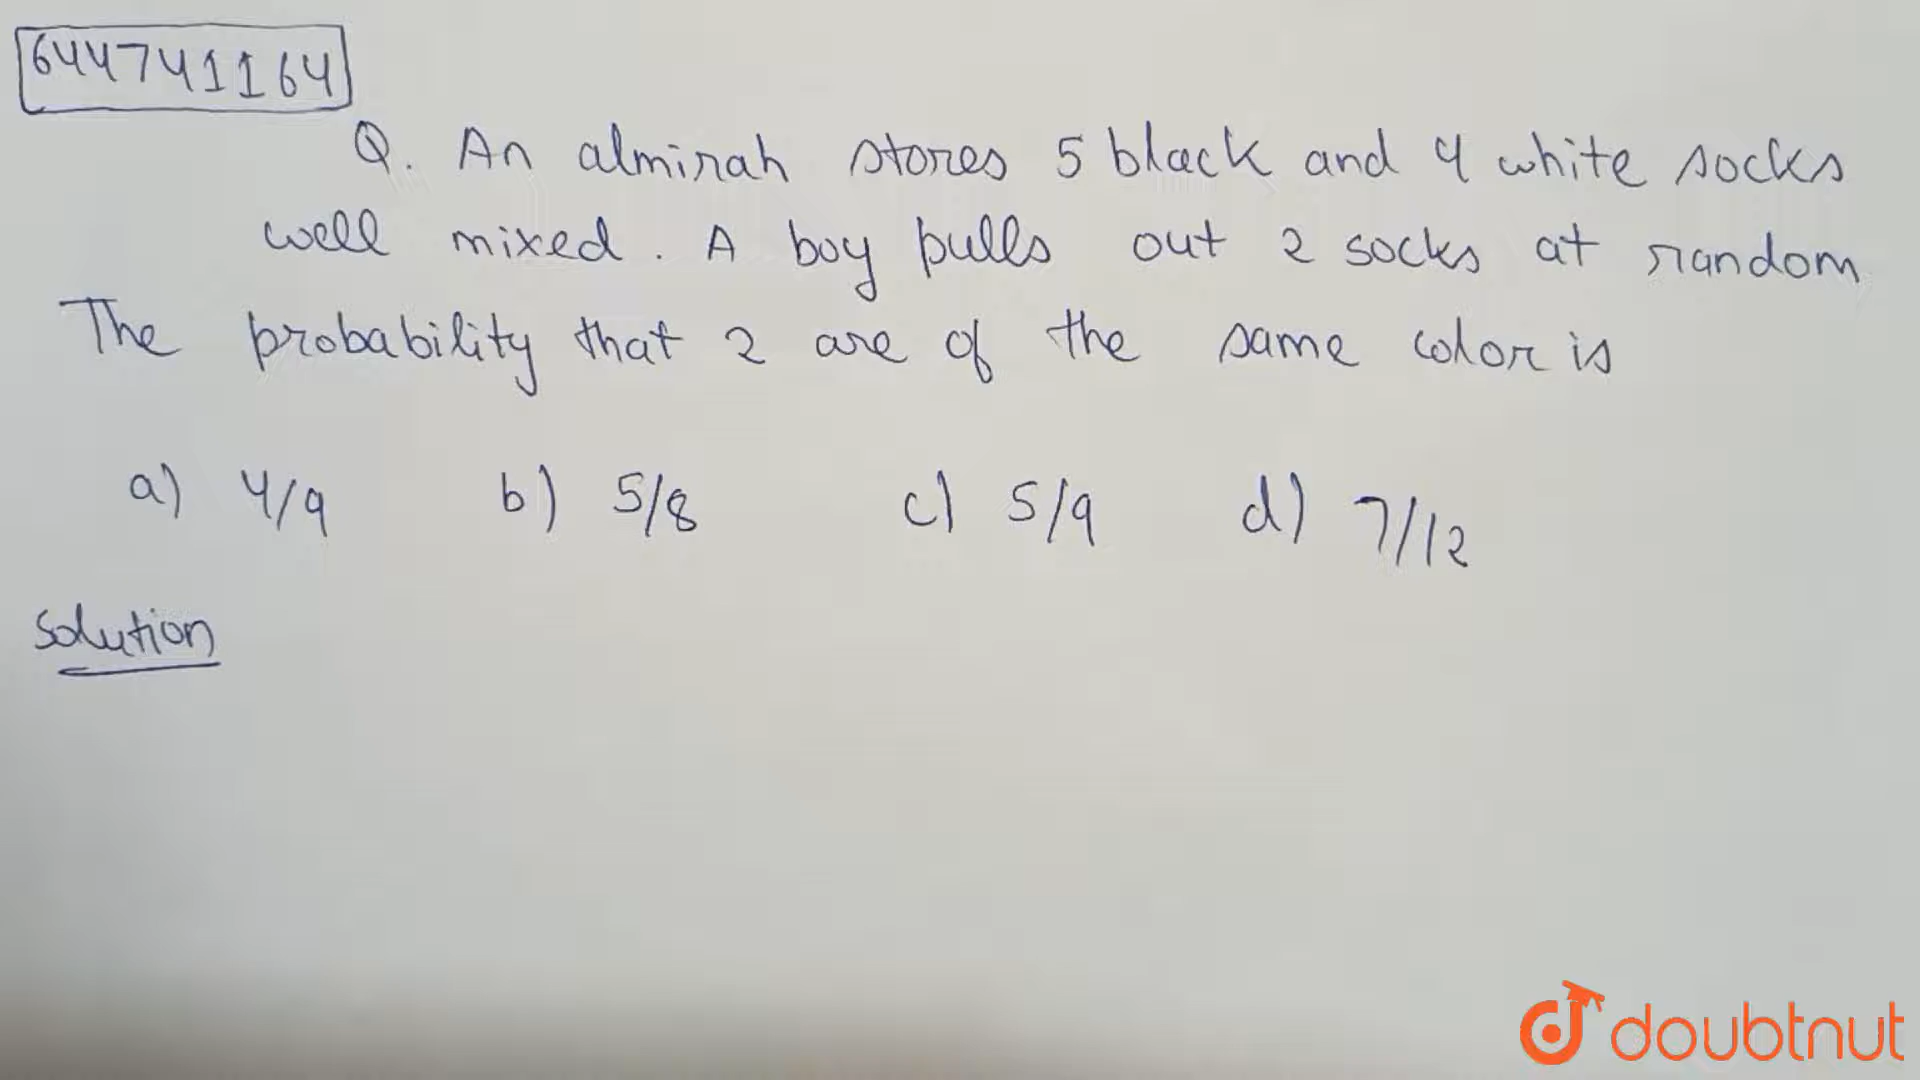 644741164
Q. An almirah stores 5 black and 4 white socks
well mixed. A boy pulls out 2 socks at random
The probability that 2 are of the same color is
a) 4/9 b) 5/8 c) 5/9 d) 7/12
Solution
doubtnut